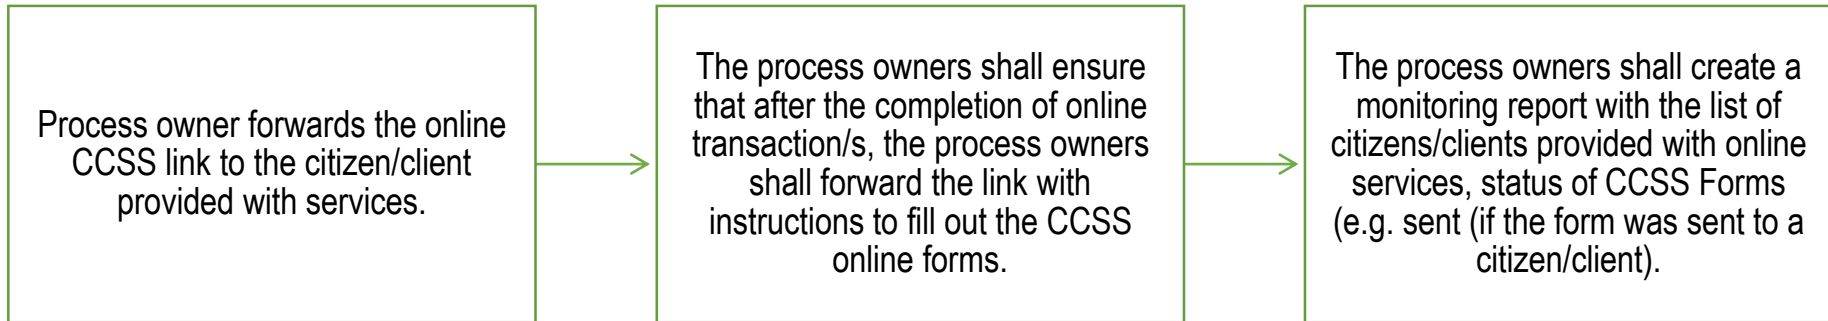 Process owner forwards the online
CCSS link to the citizen/client
provided with services.
The process owners shall ensure
that after the completion of online
transaction/s, the process owners
shall forward the link with
instructions to fill out the CCSS
online forms.
The process owners shall create a
monitoring report with the list of
citizens/clients provided with online
services, status of CCSS Forms
(e.g. sent (if the form was sent to a
citizen/client).